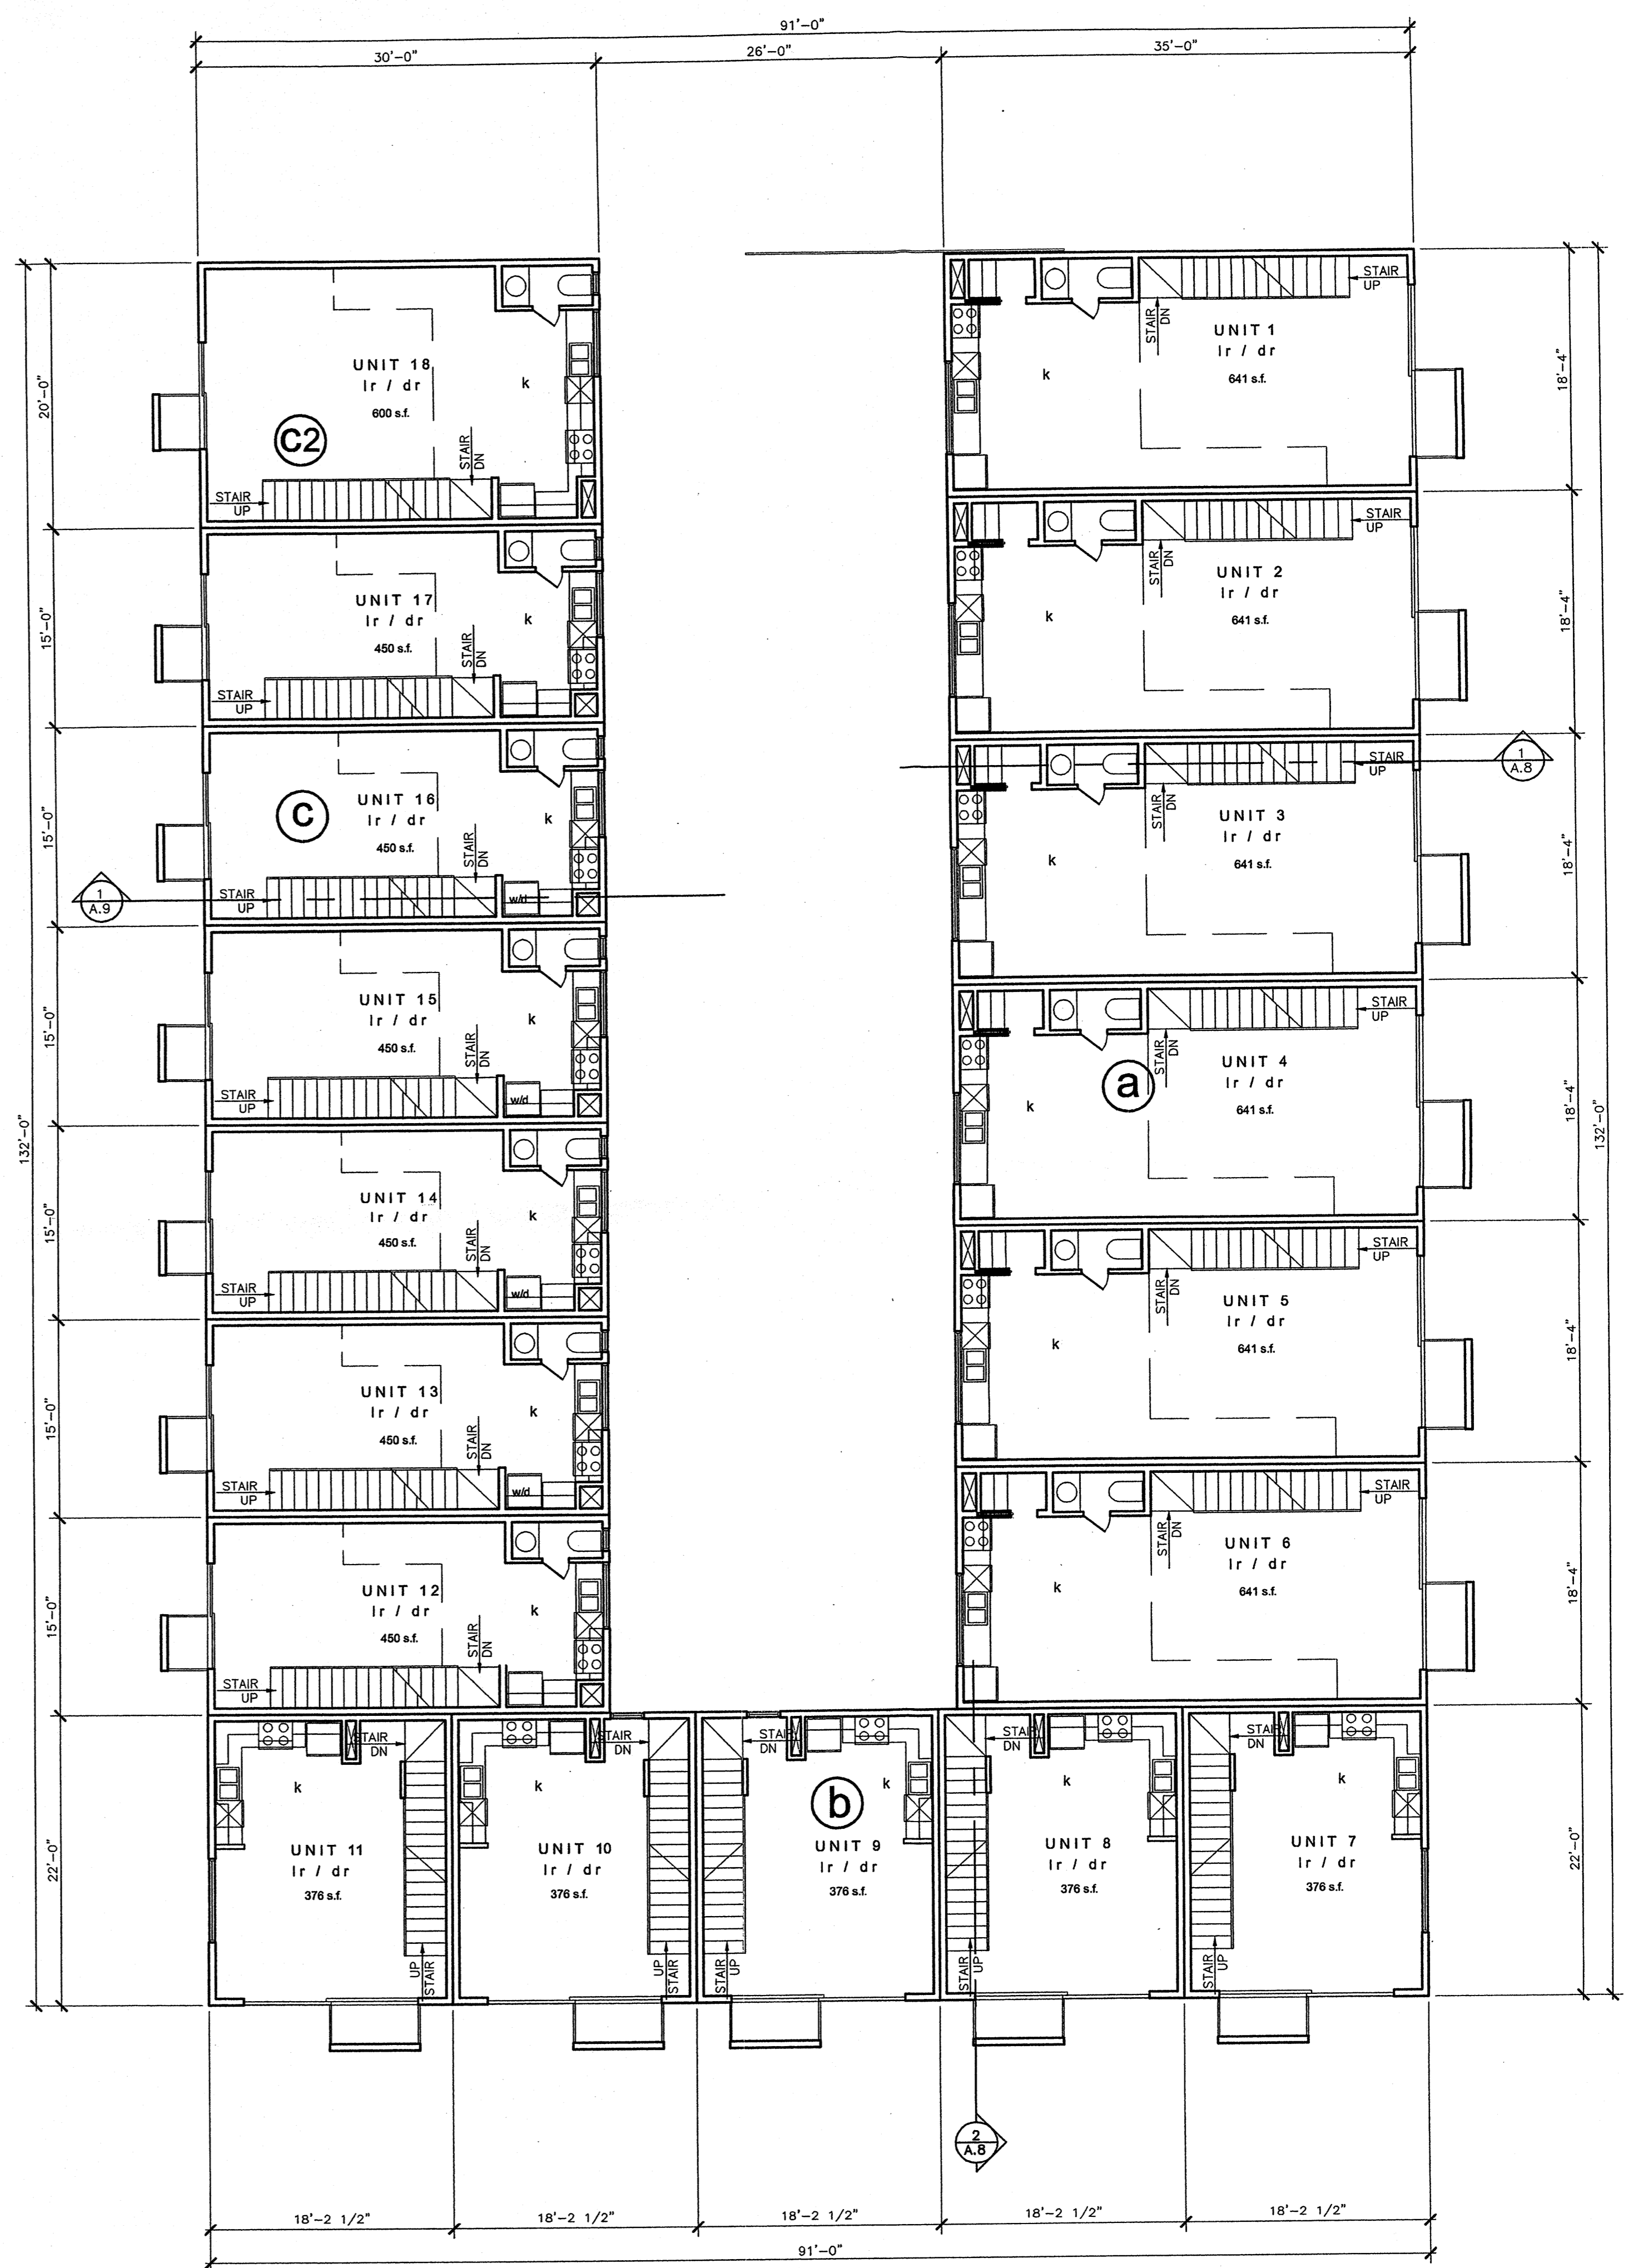 91'-0"
30'-0"
26'-0"
35'-0"
132'-0"
20'-0"
15'-0"
15'-0"
15'-0"
15'-0"
15'-0"
15'-0"
22'-0"
UNIT 18
lr / dr
600 s.f.
k
C2
STAIR
DN
STAIR
UP
UNIT 17
lr / dr
450 s.f.
k
STAIR
DN
STAIR
UP
UNIT 16
lr / dr
450 s.f.
k
C
STAIR
DN
STAIR
UP
w/d
1
A.9
UNIT 15
lr / dr
450 s.f.
k
STAIR
DN
STAIR
UP
w/d
UNIT 14
lr / dr
450 s.f.
k
STAIR
DN
STAIR
UP
w/d
UNIT 13
lr / dr
450 s.f.
k
STAIR
DN
STAIR
UP
w/d
UNIT 12
lr / dr
450 s.f.
k
STAIR
DN
STAIR
UP
STAIR
UP
STAIR
DN
UNIT 1
lr / dr
641 s.f.
k
STAIR
UP
STAIR
DN
UNIT 2
lr / dr
641 s.f.
k
STAIR
UP
STAIR
DN
UNIT 3
lr / dr
641 s.f.
k
1
A.8
STAIR
UP
STAIR
DN
UNIT 4
lr / dr
641 s.f.
k
a
STAIR
UP
STAIR
DN
UNIT 5
lr / dr
641 s.f.
k
STAIR
UP
STAIR
DN
UNIT 6
lr / dr
641 s.f.
k
18'-4"
18'-4"
18'-4"
18'-4"
18'-4"
18'-4"
22'-0"
132'-0"
STAIR
DN
k
UNIT 11
lr / dr
376 s.f.
UP
STAIR
STAIR
DN
k
UNIT 10
lr / dr
376 s.f.
UP
STAIR
STAIR
DN
k
b
UNIT 9
lr / dr
376 s.f.
STAIR
UP
STAIR
DN
k
UNIT 8
lr / dr
376 s.f.
STAIR
UP
STAIR
DN
k
UNIT 7
lr / dr
376 s.f.
STAIR
UP
2
A.8
18'-2 1/2"
18'-2 1/2"
18'-2 1/2"
18'-2 1/2"
18'-2 1/2"
91'-0"